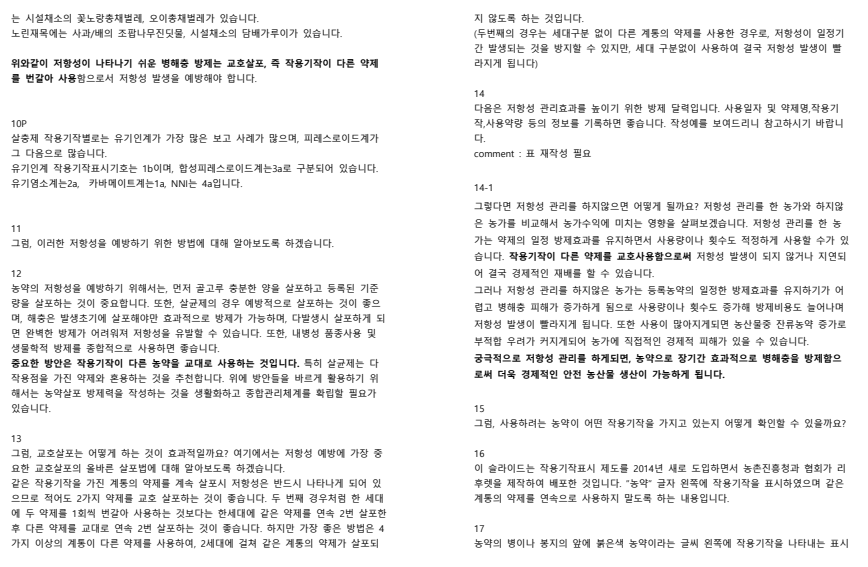 는 시설채소의 꽃노랑총채벌레, 오이총채벌레가 있습니다.
노린재목에는 사과/배의 조팝나무진딧물, 시설채소의 담배가루이가 있습니다.
위와같이 저항성이 나타나기 쉬운 병해충 방제는 교호살포, 즉 작용기작이 다른 약제
를 번갈아 사용함으로서 저항성 발생을 예방해야 합니다.
10P
살충제 작용기작별로는 유기인계가 가장 많은 보고 사례가 많으며, 피레스로이드계가
그 다음으로 많습니다.
유기인계 작용기작표시기호는 1b이며, 합성피레스로이드계는3a로 구분되어 있습니다.
유기염소계는2a, 카바메이트계는1a, NNI는 4a입니다.
11
그럼, 이러한 저항성을 예방하기 위한 방법에 대해 알아보도록 하겠습니다.
12
농약의 저항성을 예방하기 위해서는, 먼저 골고루 충분한 양을 살포하고 등록된 기준
량을 살포하는 것이 중요합니다. 또한, 살균제의 경우 예방적으로 살포하는 것이 좋으
며, 해충은 발생초기에 살포해야만 효과적으로 방제가 가능하며, 다발생시 살포하게 되
면 완벽한 방제가 어려워져 저항성을 유발할 수 있습니다. 또한, 내병성 품종사용 및
생물학적 방제를 종합적으로 사용하면 좋습니다.
중요한 방안은 작용기작이 다른 농약을 교대로 사용하는 것입니다. 특히 살균제는 다
작용점을 가진 약제와 혼용하는 것을 추천합니다. 위에 방안들을 바르게 활용하기 위
해서는 농약살포 방제력을 작성하는 것을 생활화하고 종합관리체계를 확립할 필요가
있습니다.
13
그럼, 교호살포는 어떻게 하는 것이 효과적일까요? 여기에서는 저항성 예방에 가장 중
요한 교호살포의 올바른 살포법에 대해 알아보도록 하겠습니다.
같은 작용기작을 가진 계통의 약제를 계속 살포시 저항성은 반드시 나타나게 되어 있
으므로 적어도 2가지 약제를 교호 살포하는 것이 좋습니다. 두 번째 경우처럼 한 세대
에 두 약제를 1회씩 번갈아 사용하는 것보다는 한세대에 같은 약제를 연속 2번 살포한
후 다른 약제를 교대로 연속 2번 살포하는 것이 좋습니다. 하지만 가장 좋은 방법은 4
가지 이상의 계통이 다른 약제를 사용하여, 2세대에 걸쳐 같은 계통의 약제가 살포되
지 않도록 하는 것입니다.
(두번째의 경우는 세대구분 없이 다른 계통의 약제를 사용한 경우로, 저항성이 일정기
간 발생되는 것을 방지할 수 있지만, 세대 구분없이 사용하여 결국 저항성 발생이 빨
라지게 됩니다)
14
다음은 저항성 관리효과를 높이기 위한 방제 달력입니다. 사용일자 및 약제명,작용기
작,사용약량 등의 정보를 기록하면 좋습니다. 작성예를 보여드리니 참고하시기 바랍니
다.
comment : 표 재작성 필요
14-1
그렇다면 저항성 관리를 하지않으면 어떻게 될까요? 저항성 관리를 한 농가와 하지않
은 농가를 비교해서 농가수익에 미치는 영향을 살펴보겠습니다. 저항성 관리를 한 농
가는 약제의 일정 방제효과를 유지하면서 사용량이나 횟수도 적정하게 사용할 수가 있
습니다. 작용기작이 다른 약제를 교호사용함으로써 저항성 발생이 되지 않거나 지연되
어 결국 경제적인 재배를 할 수 있습니다.
그러나 저항성 관리를 하지않은 농가는 등록농약의 일정한 방제효과를 유지하기가 어
렵고 병해충 피해가 증가하게 됨으로 사용량이나 횟수도 증가해 방제비용도 늘어나며
저항성 발생이 빨라지게 됩니다. 또한 사용이 많아지게되면 농산물중 잔류농약 증가로
부적합 우려가 커지게되어 농가에 직접적인 경제적 피해가 있을 수 있습니다.
궁극적으로 저항성 관리를 하게되면, 농약으로 장기간 효과적으로 병해충을 방제함으
로써 더욱 경제적인 안전 농산물 생산이 가능하게 됩니다.
15
그럼, 사용하려는 농약이 어떤 작용기작을 가지고 있는지 어떻게 확인할 수 있을까요?
16
이 슬라이드는 작용기작표시 제도를 2014년 새로 도입하면서 농촌진흥청과 협회가 리
후렛을 제작하여 배포한 것입니다. "농약" 글자 왼쪽에 작용기작을 표시하였으며 같은
계통의 약제를 연속으로 사용하지 말도록 하는 내용입니다.
17
농약의 병이나 봉지의 앞에 붉은색 농약이라는 글씨 왼쪽에 작용기작을 나타내는 표시